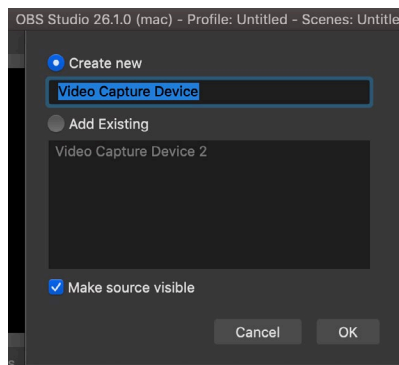 OBS Studio 26.1.0 (mac) - Profile: Untitled - Scenes: Untitle
Create new
Video Capture Device
Add Existing
Video Capture Device 2
Make source visible
Cancel OK